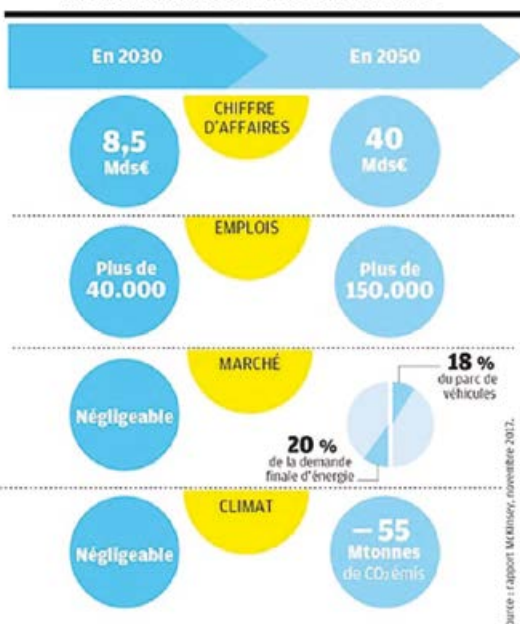 En 2030
En 2050
CHIFFRE
D'AFFAIRES
8,5
Mds€
40
Mds€
EMPLOIS
Plus de
40.000
Plus de
150.000
MARCHÉ
Négligeable
18 %
du parc de
véhicules
20 %
de la demande
finale d'énergie
CLIMAT
Négligeable
– 55
Mtonnes
de CO₂ émis
rapport McKinsey, novembre 2017.